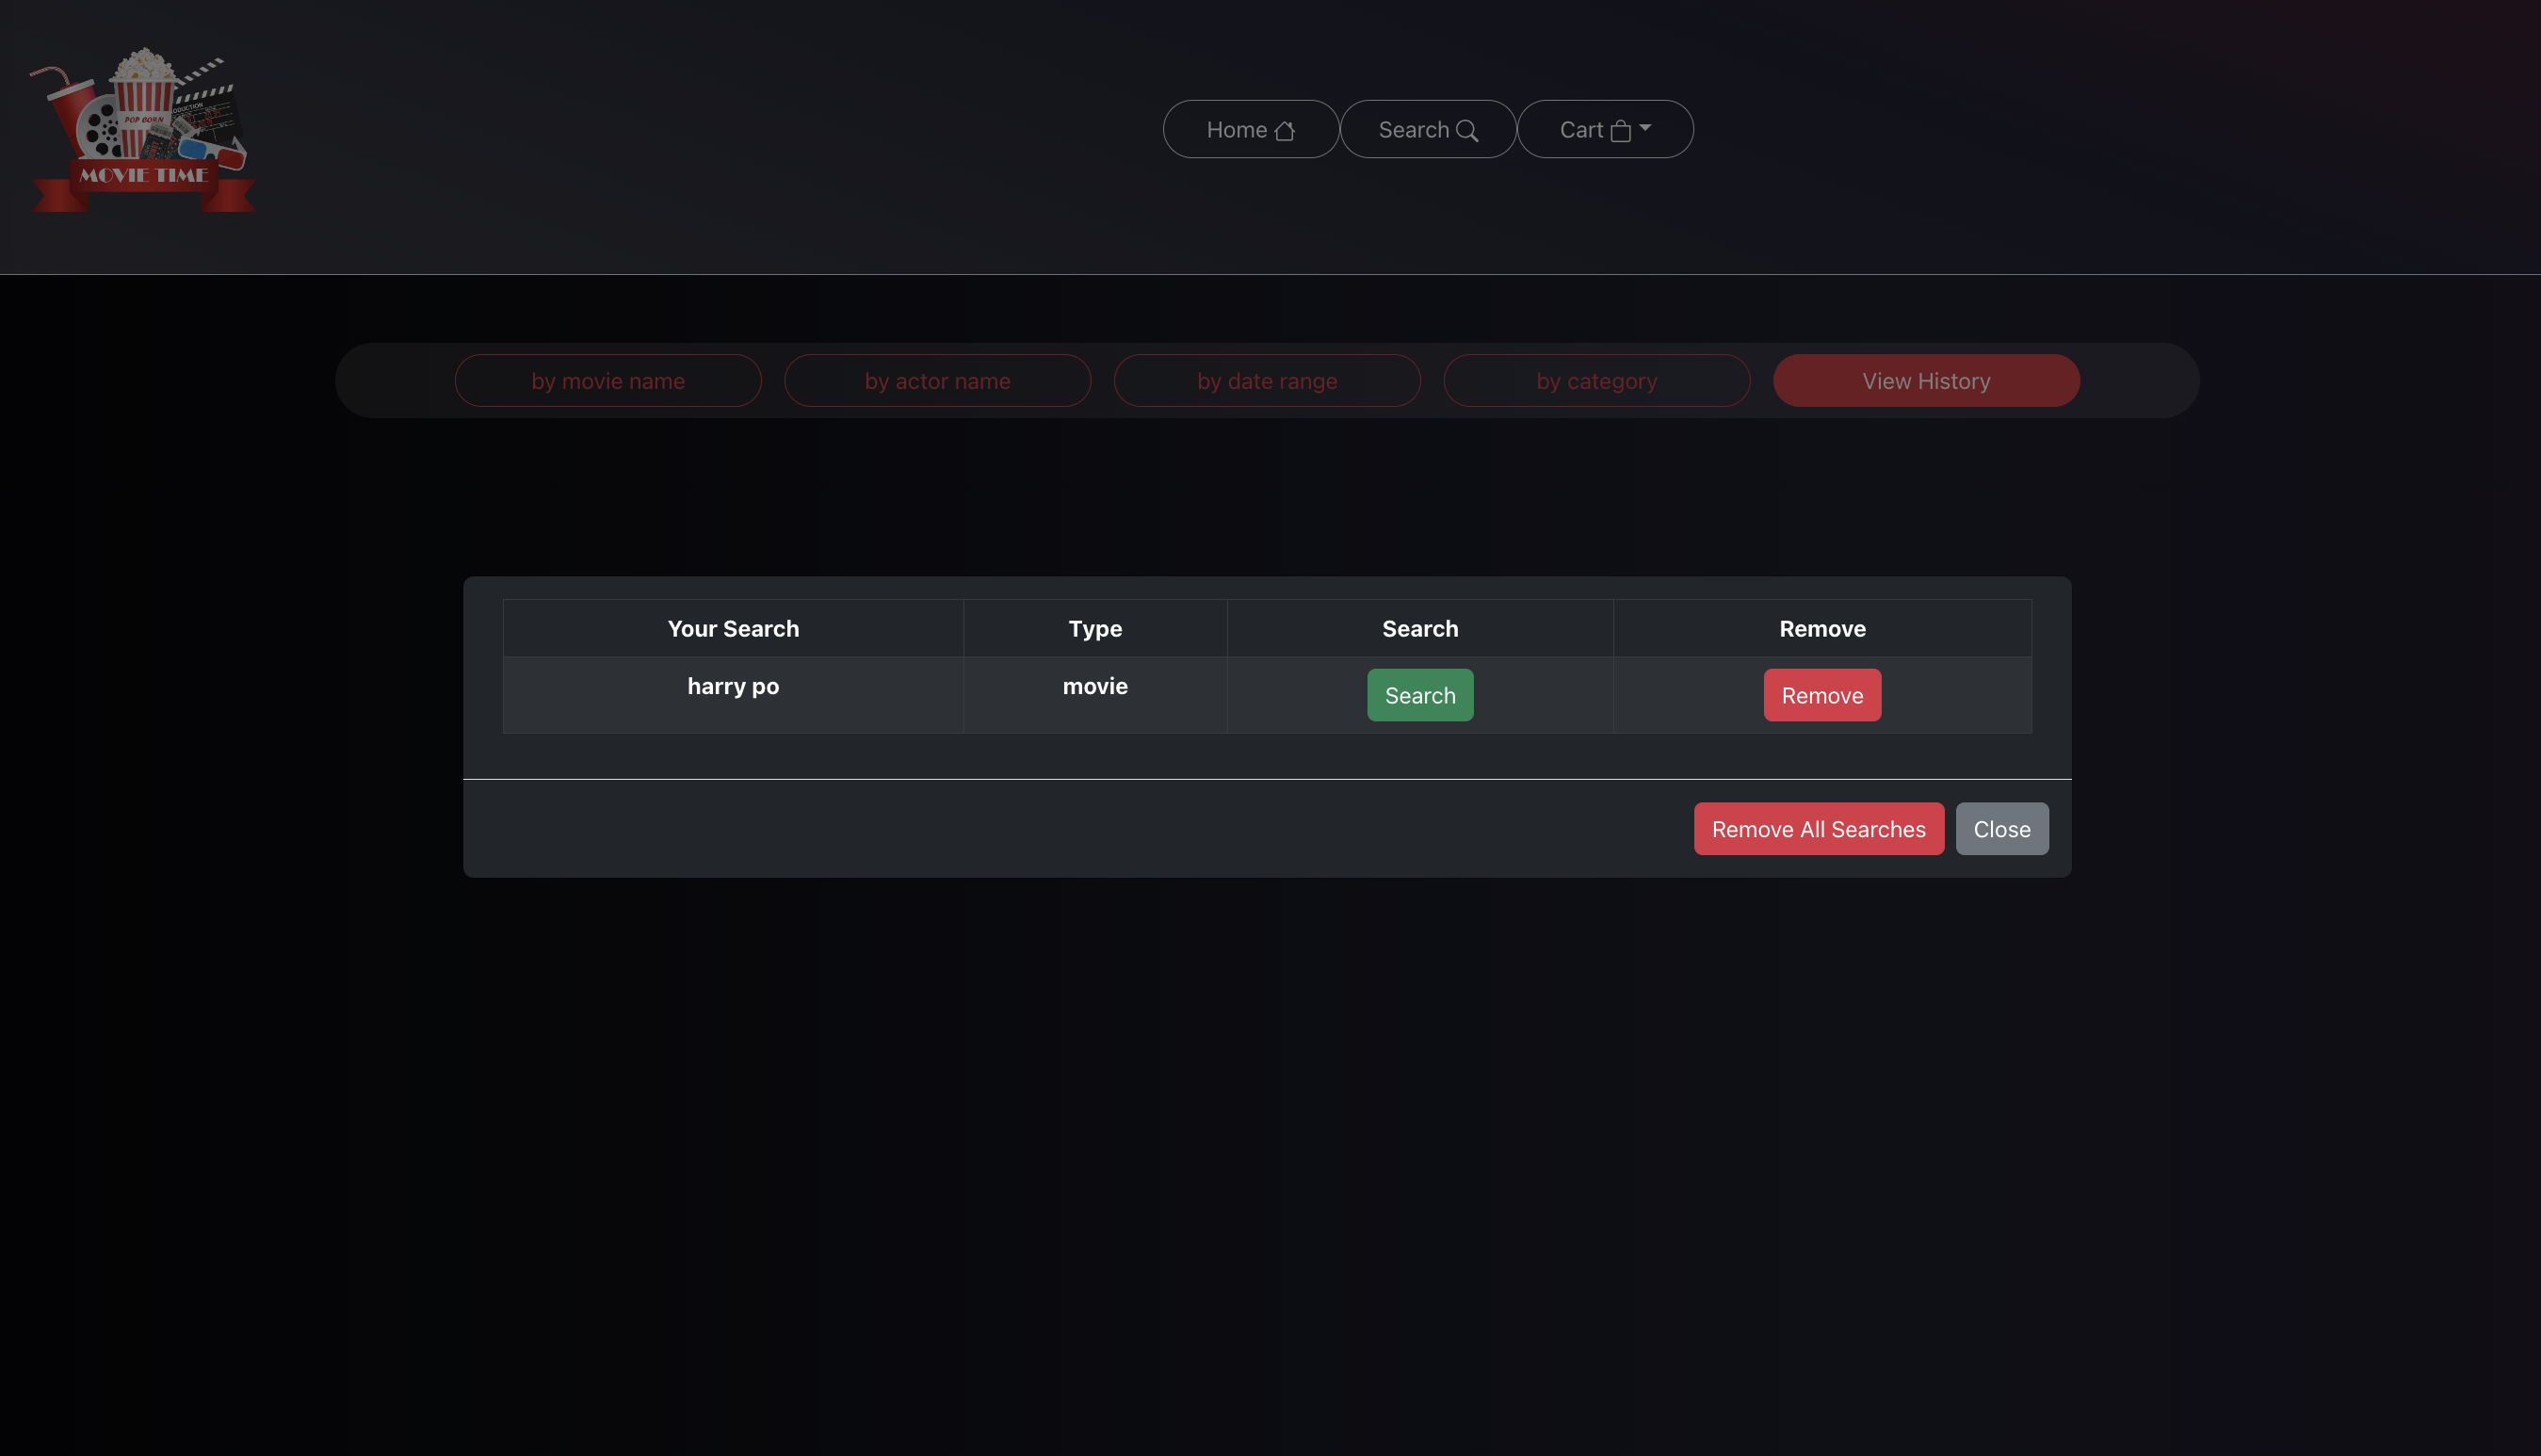 POP CORN
MOVIE TIME
Home
Search
Cart
by movie name
by actor name
by date range
by category
View History
Your Search Type Search Remove
harry po movie Search Remove
Remove All Searches Close